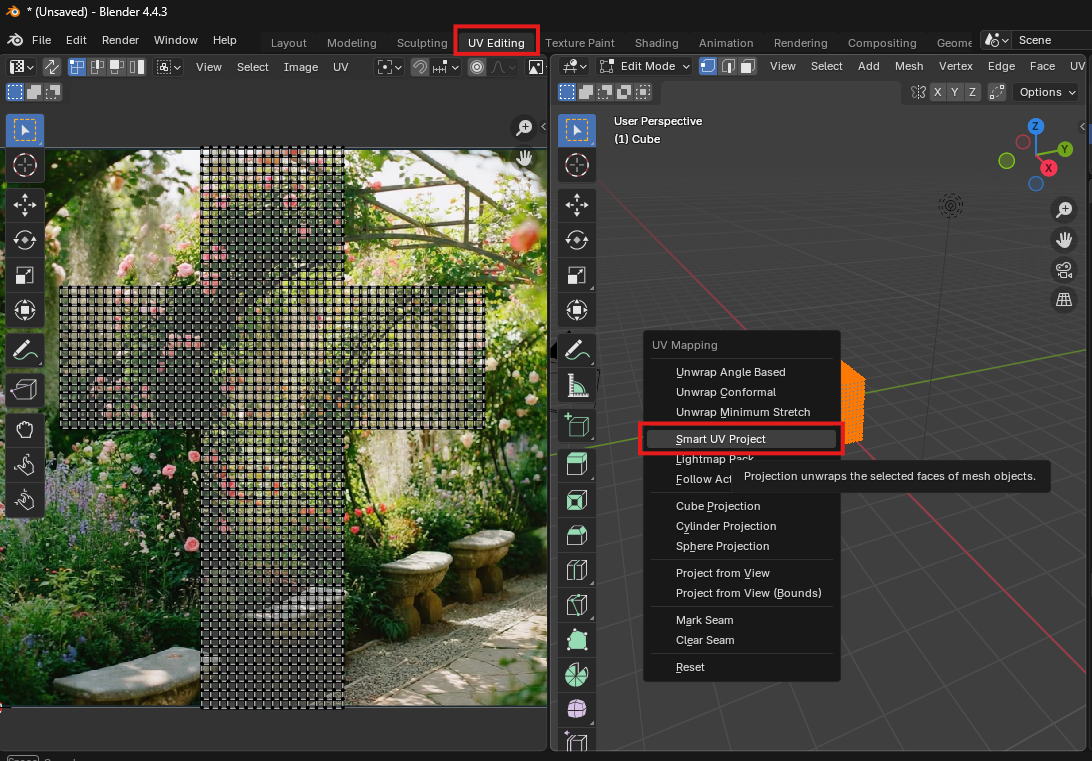 * (Unsaved) - Blender 4.4.3
File Edit Render Window Help Layout Modeling Sculpting UV Editing Texture Paint Shading Animation Rendering Compositing Scene
View Select Image UV
Edit Mode View Select Add Mesh Vertex Edge Face UV
X Y Z Options
User Perspective
(1) Cube
Z
Y
X
UV Mapping
Unwrap Angle Based
Unwrap Conformal
Unwrap Minimum Stretch
Smart UV Project
Lightmap Pack
Follow Act
Projection unwraps the selected faces of mesh objects.
Cube Projection
Cylinder Projection
Sphere Projection
Project from View
Project from View (Bounds)
Mark Seam
Clear Seam
Reset